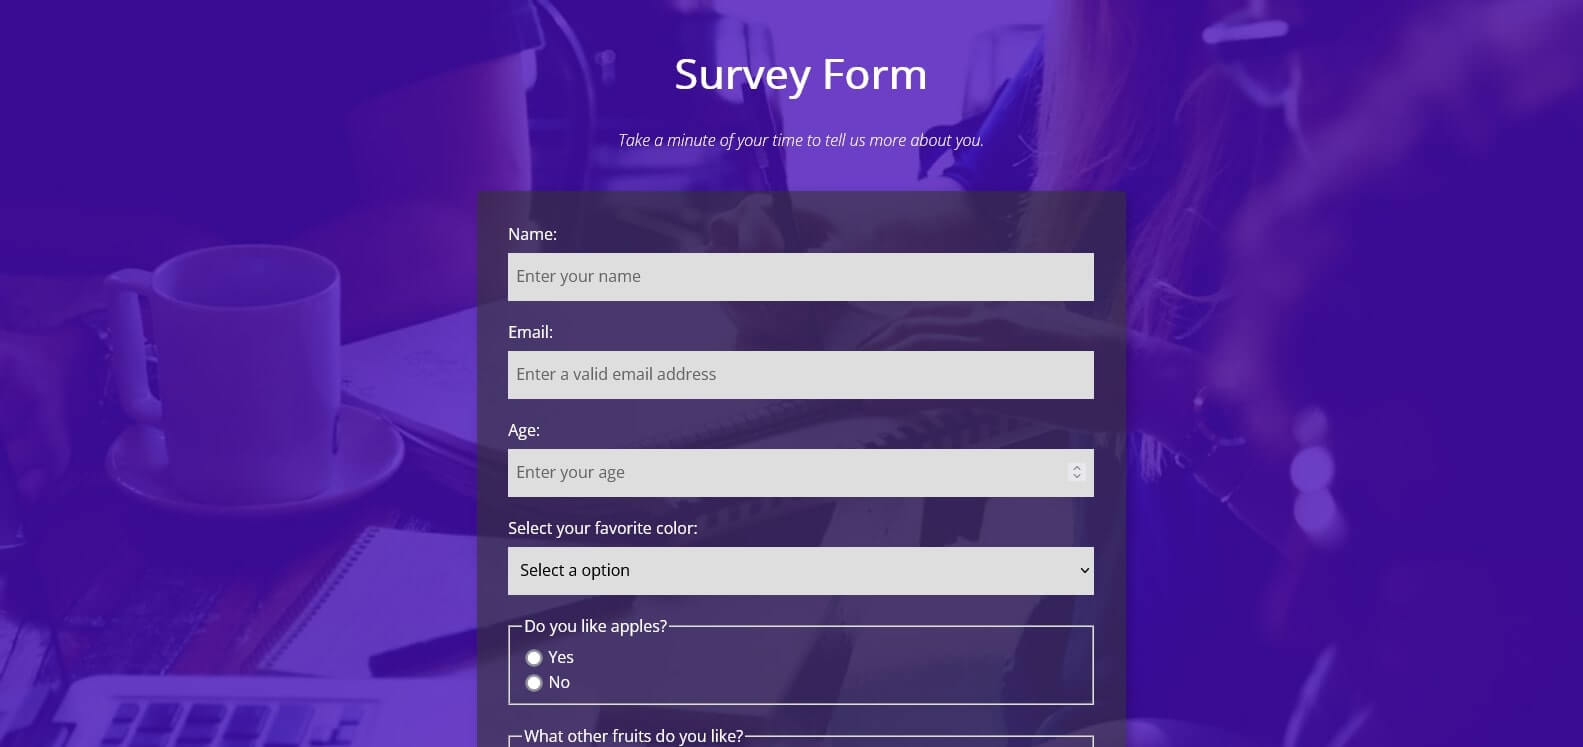 Survey Form
Take a minute of your time to tell us more about you.
Name:
Enter your name
Email:
Enter a valid email address
Age:
Enter your age
Select your favorite color:
Select a option
Do you like apples?
Yes
No
What other fruits do you like?